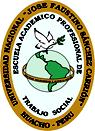 UNIVERSIDAD NACIONAL "JOSE FAUSTINO SANCHEZ CARRION"
ESCUELA ACADEMICO PROFESIONAL DE
TRABAJO SOCIAL
HUACHO - PERU